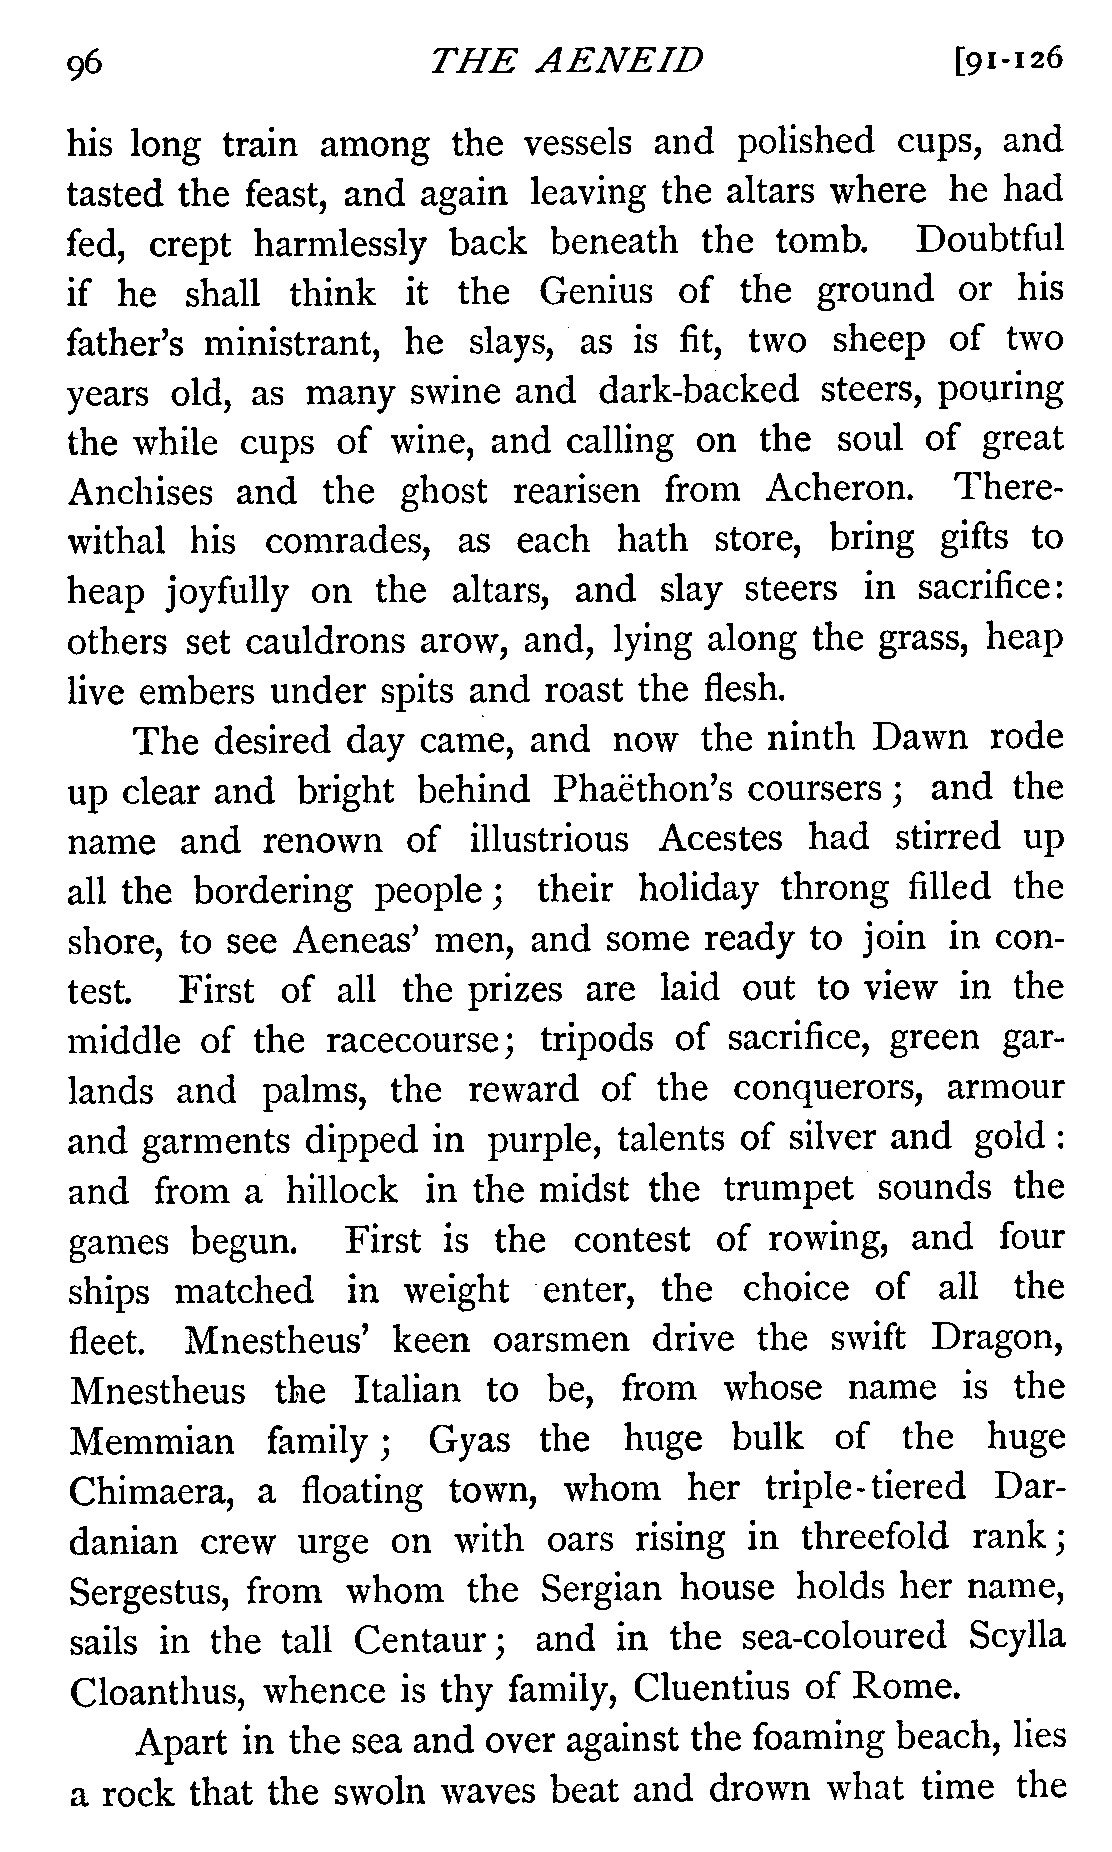 96 THE AENEID [91-126
his long train among the vessels and polished cups, and
tasted the feast, and again leaving the altars where he had
fed, crept harmlessly back beneath the tomb. Doubtful
if he shall think it the Genius of the ground or his
father's ministrant, he slays, as is fit, two sheep of two
years old, as many swine and dark-backed steers, pouring
the while cups of wine, and calling on the soul of great
Anchises and the ghost rearisen from Acheron. There-
withal his comrades, as each hath store, bring gifts to
heap joyfully on the altars, and slay steers in sacrifice:
others set cauldrons arow, and, lying along the grass, heap
live embers under spits and roast the flesh.
The desired day came, and now the ninth Dawn rode
up clear and bright behind Phaëthon's coursers ; and the
name and renown of illustrious Acestes had stirred up
all the bordering people ; their holiday throng filled the
shore, to see Aeneas' men, and some ready to join in con-
test. First of all the prizes are laid out to view in the
middle of the racecourse; tripods of sacrifice, green gar-
lands and palms, the reward of the conquerors, armour
and garments dipped in purple, talents of silver and gold :
and from a hillock in the midst the trumpet sounds the
games begun. First is the contest of rowing, and four
ships matched in weight enter, the choice of all the
fleet. Mnestheus' keen oarsmen drive the swift Dragon,
Mnestheus the Italian to be, from whose name is the
Memmian family ; Gyas the huge bulk of the huge
Chimaera, a floating town, whom her triple-tiered Dar-
danian crew urge on with oars rising in threefold rank ;
Sergestus, from whom the Sergian house holds her name,
sails in the tall Centaur ; and in the sea-coloured Scylla
Cloanthus, whence is thy family, Cluentius of Rome.
Apart in the sea and over against the foaming beach, lies
a rock that the swoln waves beat and drown what time the